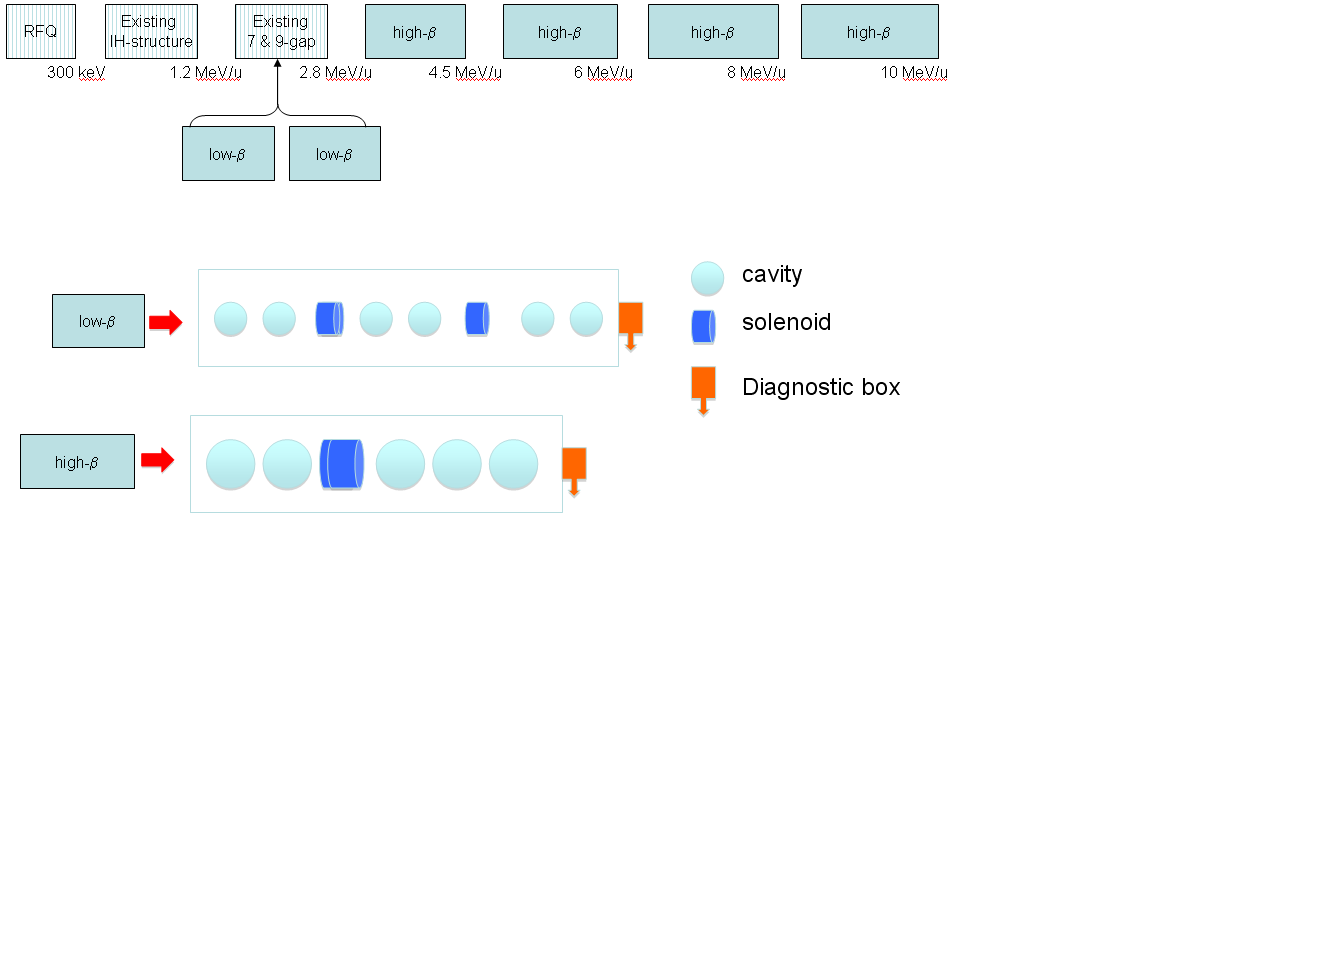 RFQ
Existing
IH-structure
Existing
7 & 9-gap
high-β
high-β
high-β
high-β
300 keV
1.2 MeV/u
2.8 MeV/u
4.5 MeV/u
6 MeV/u
8 MeV/u
10 MeV/u
low-β
low-β
low-β
cavity
solenoid
Diagnostic box
high-β